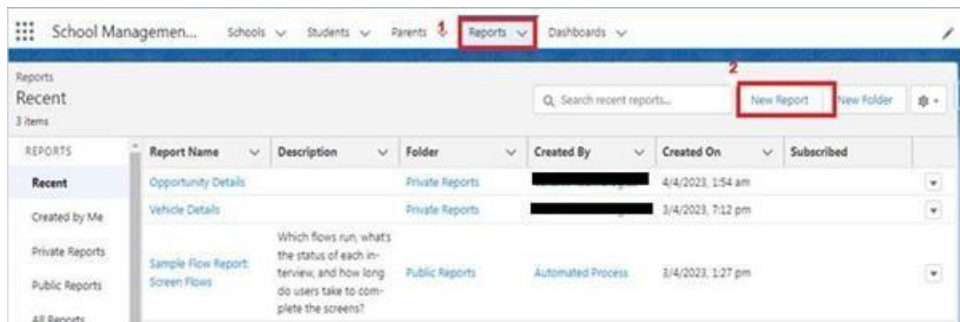 School Managemen... Schools Students Parents 1 Reports Dashboards
Reports
Recent
3 items
2
Search recent reports...
New Report
New Folder
REPORTS
Report Name Description Folder Created By Created On Subscribed
Recent
Opportunity Details Private Reports 4/4/2023, 1:54 am
Created by Me
Vehicle Details Private Reports 3/4/2023, 7:12 pm
Private Reports
Public Reports
All Reports
Sample Flow Report:
Screen Flows
Which flows run, what's
the status of each in-
terview, and how long
do users take to com-
plete the screens?
Public Reports
Automated Process
3/4/2023, 1:27 pm